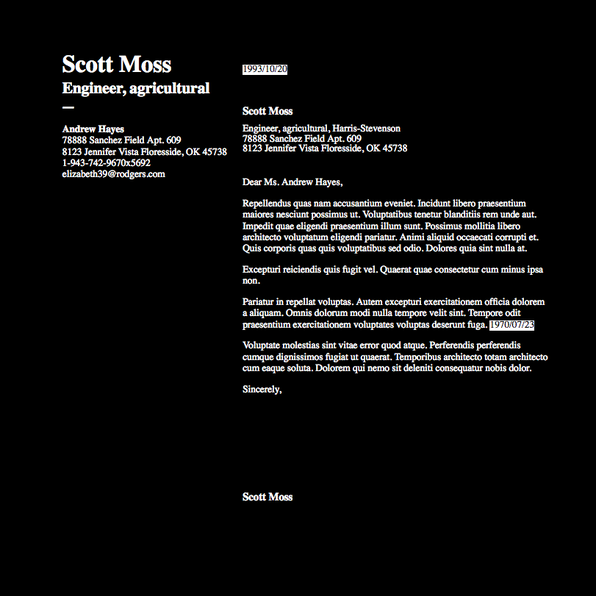 Scott Moss
Engineer, agricultural
Andrew Hayes
78888 Sanchez Field Apt. 609
8123 Jennifer Vista Floresside, OK 45738
1-943-742-9670x5692
elizabeth39@rodgers.com
1993/10/20
Scott Moss
Engineer, agricultural, Harris-Stevenson
78888 Sanchez Field Apt. 609
8123 Jennifer Vista Floresside, OK 45738
Dear Ms. Andrew Hayes,
Repellendus quas nam accusantium eveniet. Incidunt libero praesentium
maiores nesciunt possimus ut. Voluptatibus tenetur blanditiis rem unde aut.
Impedit quae eligendi praesentium illum sunt. Possimus mollitia libero
architecto voluptatum eligendi pariatur. Animi aliquid occaecati corrupti et.
Quis corporis quas quis voluptatibus sed odio. Dolores quia sint nulla at.
Excepturi reiciendis quis fugit vel. Quaerat quae consectetur cum minus ipsa
non.
Pariatur in repellat voluptas. Autem excepturi exercitationem officia dolorem
a aliquam. Omnis dolorum modi nulla tempore velit sint. Tempore odit
praesentium exercitationem voluptates voluptas deserunt fuga. 1970/07/23
Voluptate molestias sint vitae error quod atque. Perferendis perferendis
cumque dignissimos fugiat ut quaerat. Temporibus architecto totam architecto
cum eaque soluta. Dolorem qui nemo sit deleniti consequatur nobis dolor.
Sincerely,
Scott Moss